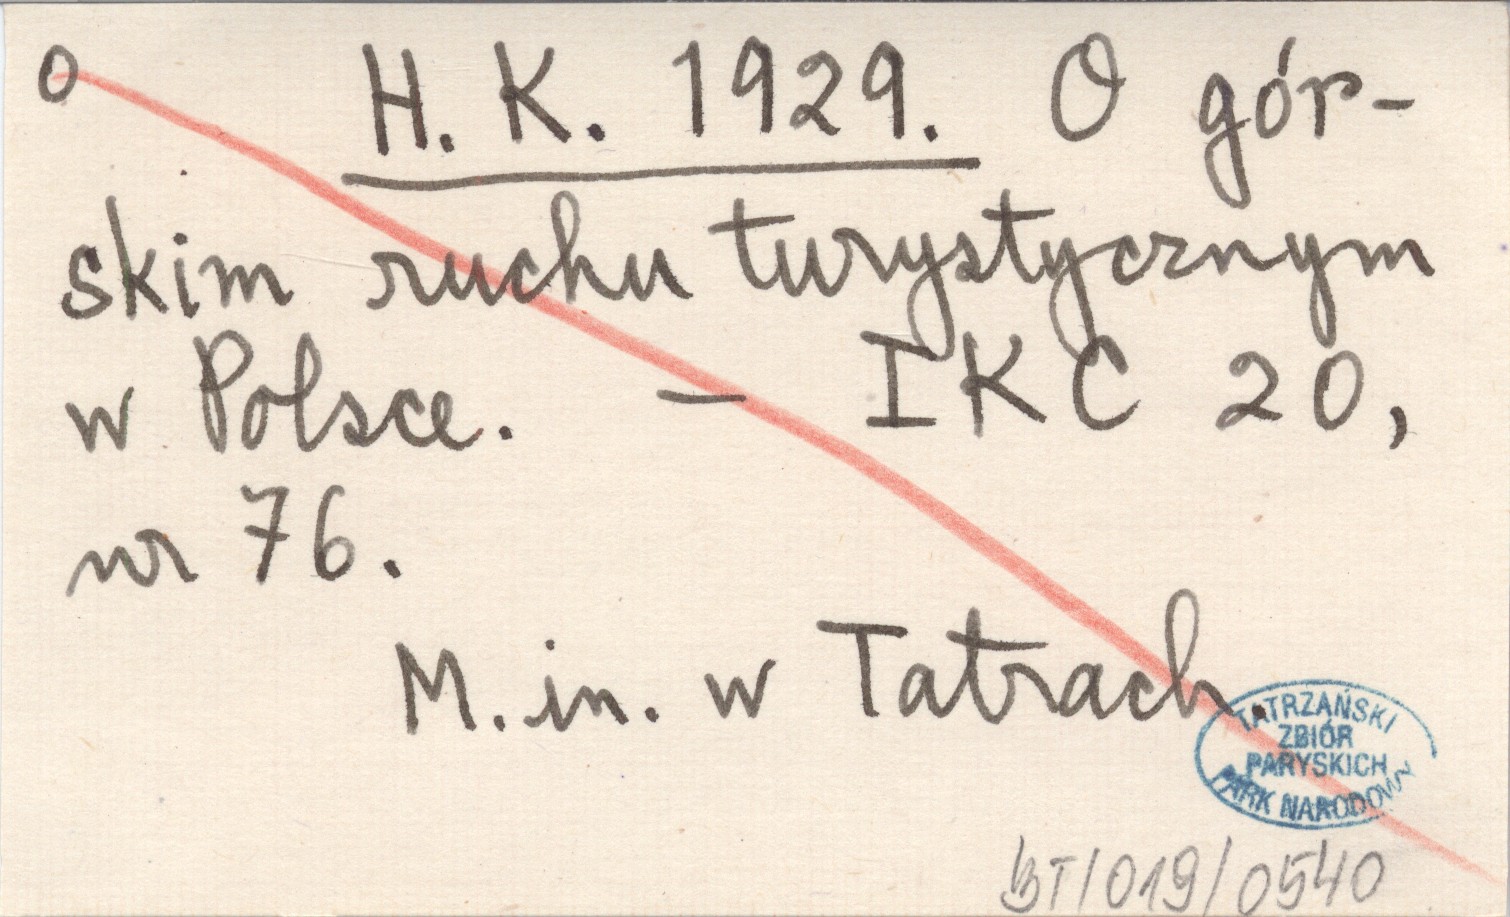 o H. K. 1929. O gór-
skim ruchu turystycznym
w Polsce. — IKC 20,
nr 76.
M. in. w Tatrach.
TATRZAŃSKI
ZBIÓR
PARYSKICH
PARK NARODOWY
BT/019/0540